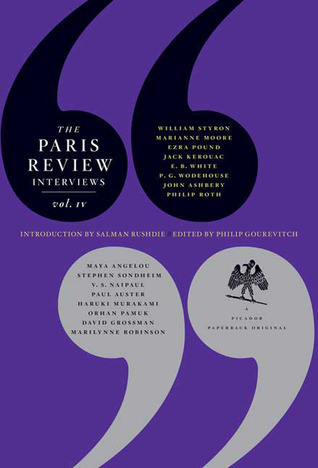 THE
PARIS
REVIEW
INTERVIEWS
vol. IV
WILLIAM STYRON
MARIANNE MOORE
EZRA POUND
JACK KEROUAC
E. B. WHITE
P. G. WODEHOUSE
JOHN ASHBERY
PHILIP ROTH
INTRODUCTION BY SALMAN RUSHDIE / EDITED BY PHILIP GOUREVITCH
MAYA ANGELOU
STEPHEN SONDHEIM
V. S. NAIPAUL
PAUL AUSTER
HARUKI MURAKAMI
ORHAN PAMUK
DAVID GROSSMAN
MARILYNNE ROBINSON
A
PICADOR
PAPERBACK ORIGINAL